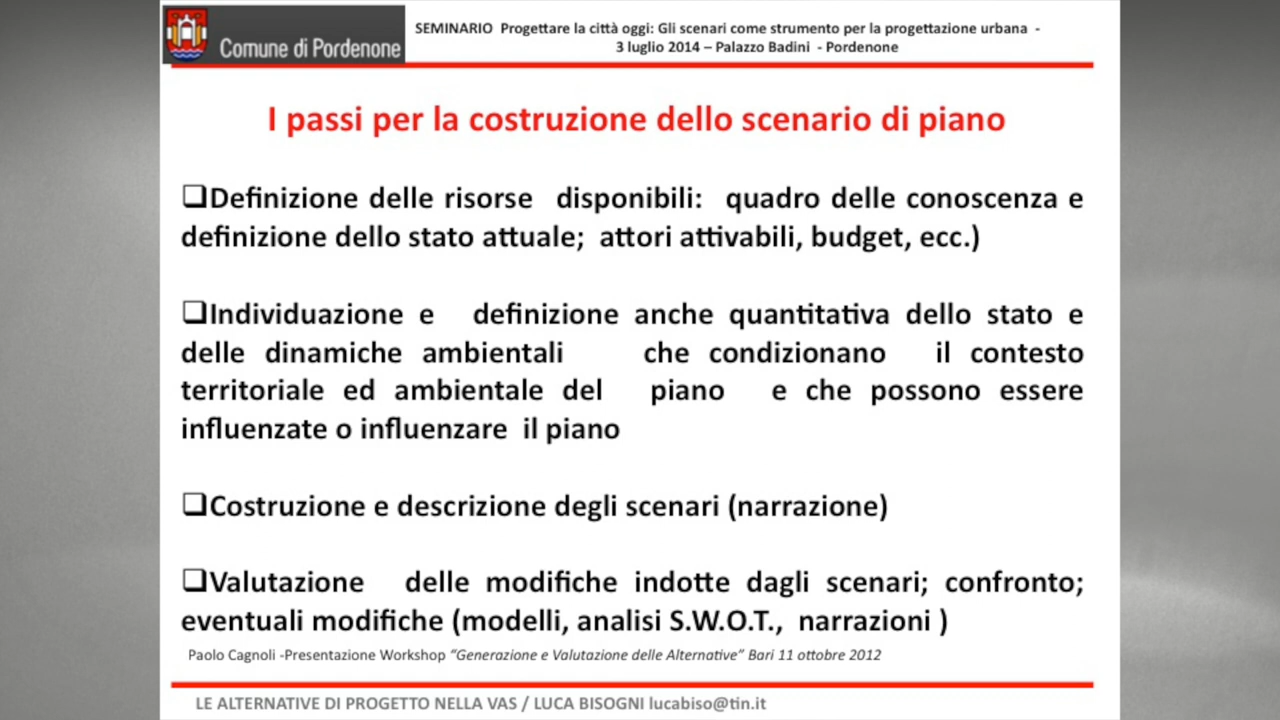 Comune di Pordenone
SEMINARIO Progettare la città oggi: Gli scenari come strumento per la progettazione urbana -
3 luglio 2014 – Palazzo Badini - Pordenone
I passi per la costruzione dello scenario di piano
❑Definizione delle risorse disponibili: quadro delle conoscenza e
definizione dello stato attuale; attori attivabili, budget, ecc.)
❑Individuazione e definizione anche quantitativa dello stato e
delle dinamiche ambientali che condizionano il contesto
territoriale ed ambientale del piano e che possono essere
influenzate o influenzare il piano
❑Costruzione e descrizione degli scenari (narrazione)
❑Valutazione delle modifiche indotte dagli scenari; confronto;
eventuali modifiche (modelli, analisi S.W.O.T., narrazioni )
Paolo Cagnoli -Presentazione Workshop “Generazione e Valutazione delle Alternative” Bari 11 ottobre 2012
LE ALTERNATIVE DI PROGETTO NELLA VAS / LUCA BISOGNI lucabiso@tin.it